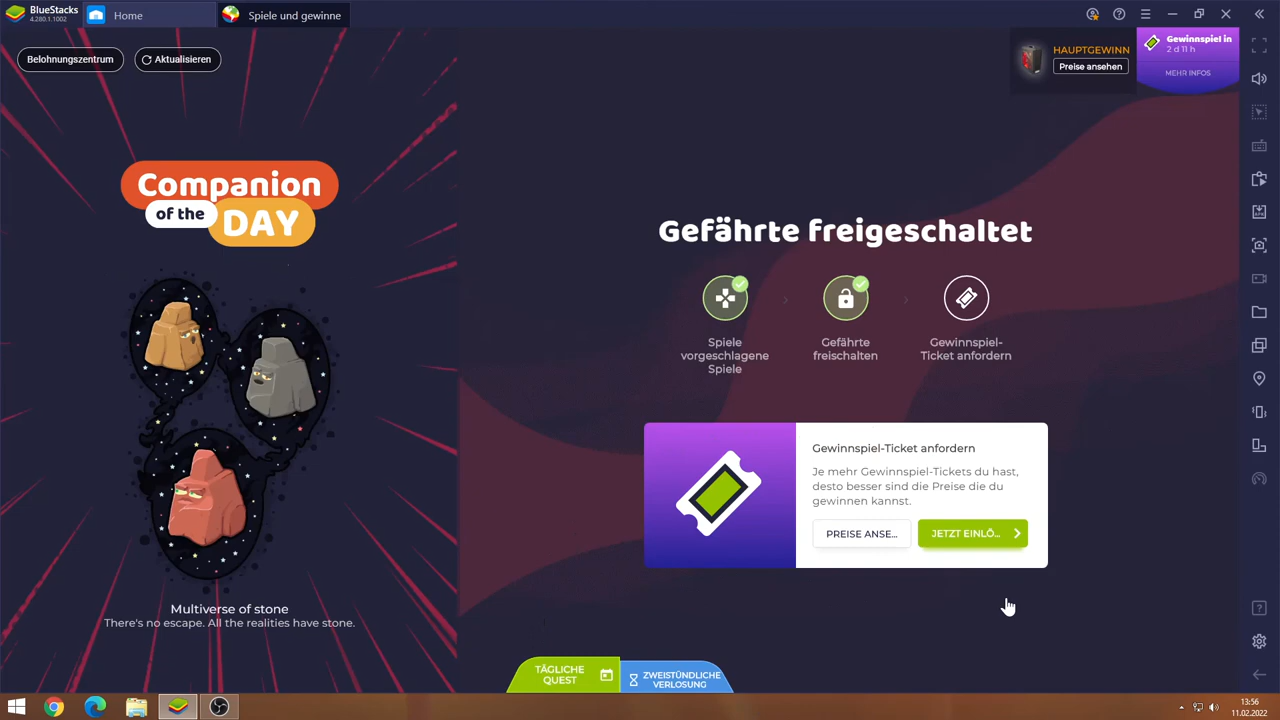 BlueStacks
4.280.1.1002
Home
Spiele und gewinne
Belohnungszentrum
Aktualisieren
HAUPTGEWINN
Preise ansehen
Gewinnspiel in
2 d 11 h
MEHR INFOS
Companion
of the
DAY
Gefährte freigeschaltet
Spiele
vorgeschlagene
Spiele
Gefährte
freischalten
Gewinnspiel-
Ticket anfordern
Gewinnspiel-Ticket anfordern
Je mehr Gewinnspiel-Tickets du hast,
desto besser sind die Preise die du
gewinnen kannst.
PREISE ANSE...
JETZT EINLÖ...
Multiverse of stone
There's no escape. All the realities have stone.
TÄGLICHE
QUEST
ZWEISTÜNDLICHE
VERLOSUNG
13:56
11.02.2022